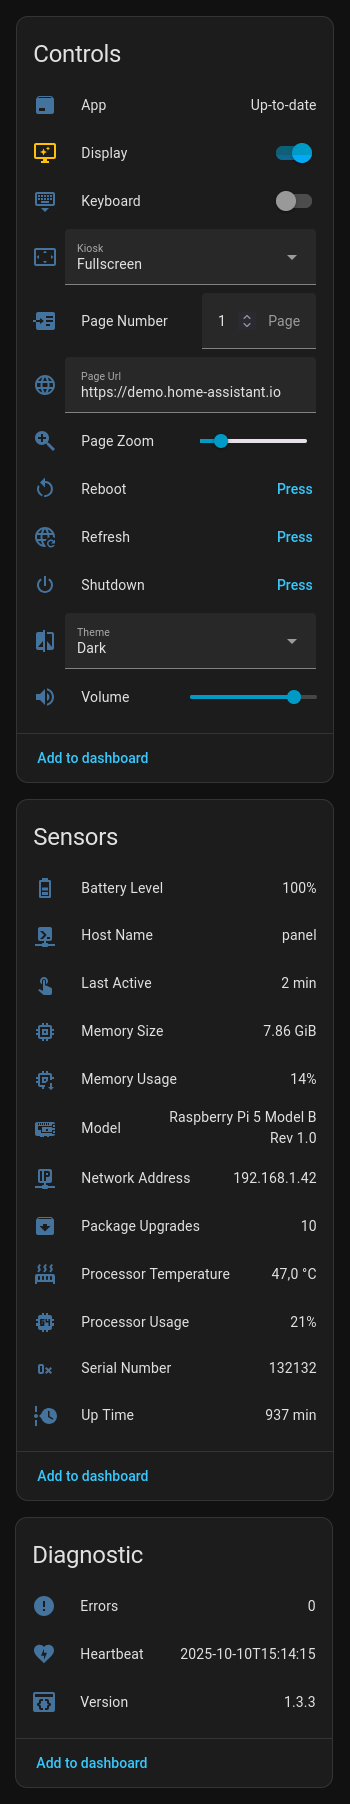 Controls
App Up-to-date
Display
Keyboard
Kiosk
Fullscreen
Page Number 1 Page
Page Url
https://demo.home-assistant.io
Page Zoom
Reboot Press
Refresh Press
Shutdown Press
Theme
Dark
Volume
Add to dashboard
Sensors
Battery Level 100%
Host Name panel
Last Active 2 min
Memory Size 7.86 GiB
Memory Usage 14%
Raspberry Pi 5 Model B
Model
Rev 1.0
Network Address 192.168.1.42
Package Upgrades 10
Processor Temperature 47,0 °C
64 Processor Usage 21%
0x Serial Number 132132
Up Time 937 min
Add to dashboard
Diagnostic
Errors 0
Heartbeat 2025-10-10T15:14:15
Version 1.3.3
Add to dashboard